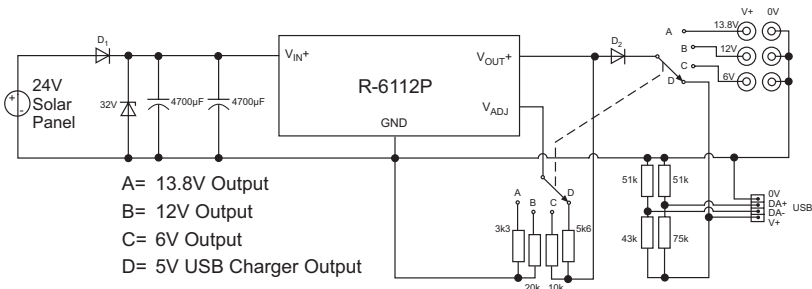 V+ 0V
D1
D2
A 13.8V
B 12V
C 6V
D
VIN+
VOUT+
R-6112P
24V
Solar
Panel
+
-
32V
4700µF
4700µF
VADJ
GND
A= 13.8V Output
B= 12V Output
C= 6V Output
D= 5V USB Charger Output
A
B
C
D
3k3
20k
10k
5k6
51k
51k
43k
75k
0V
DA+
DA-
V+
USB